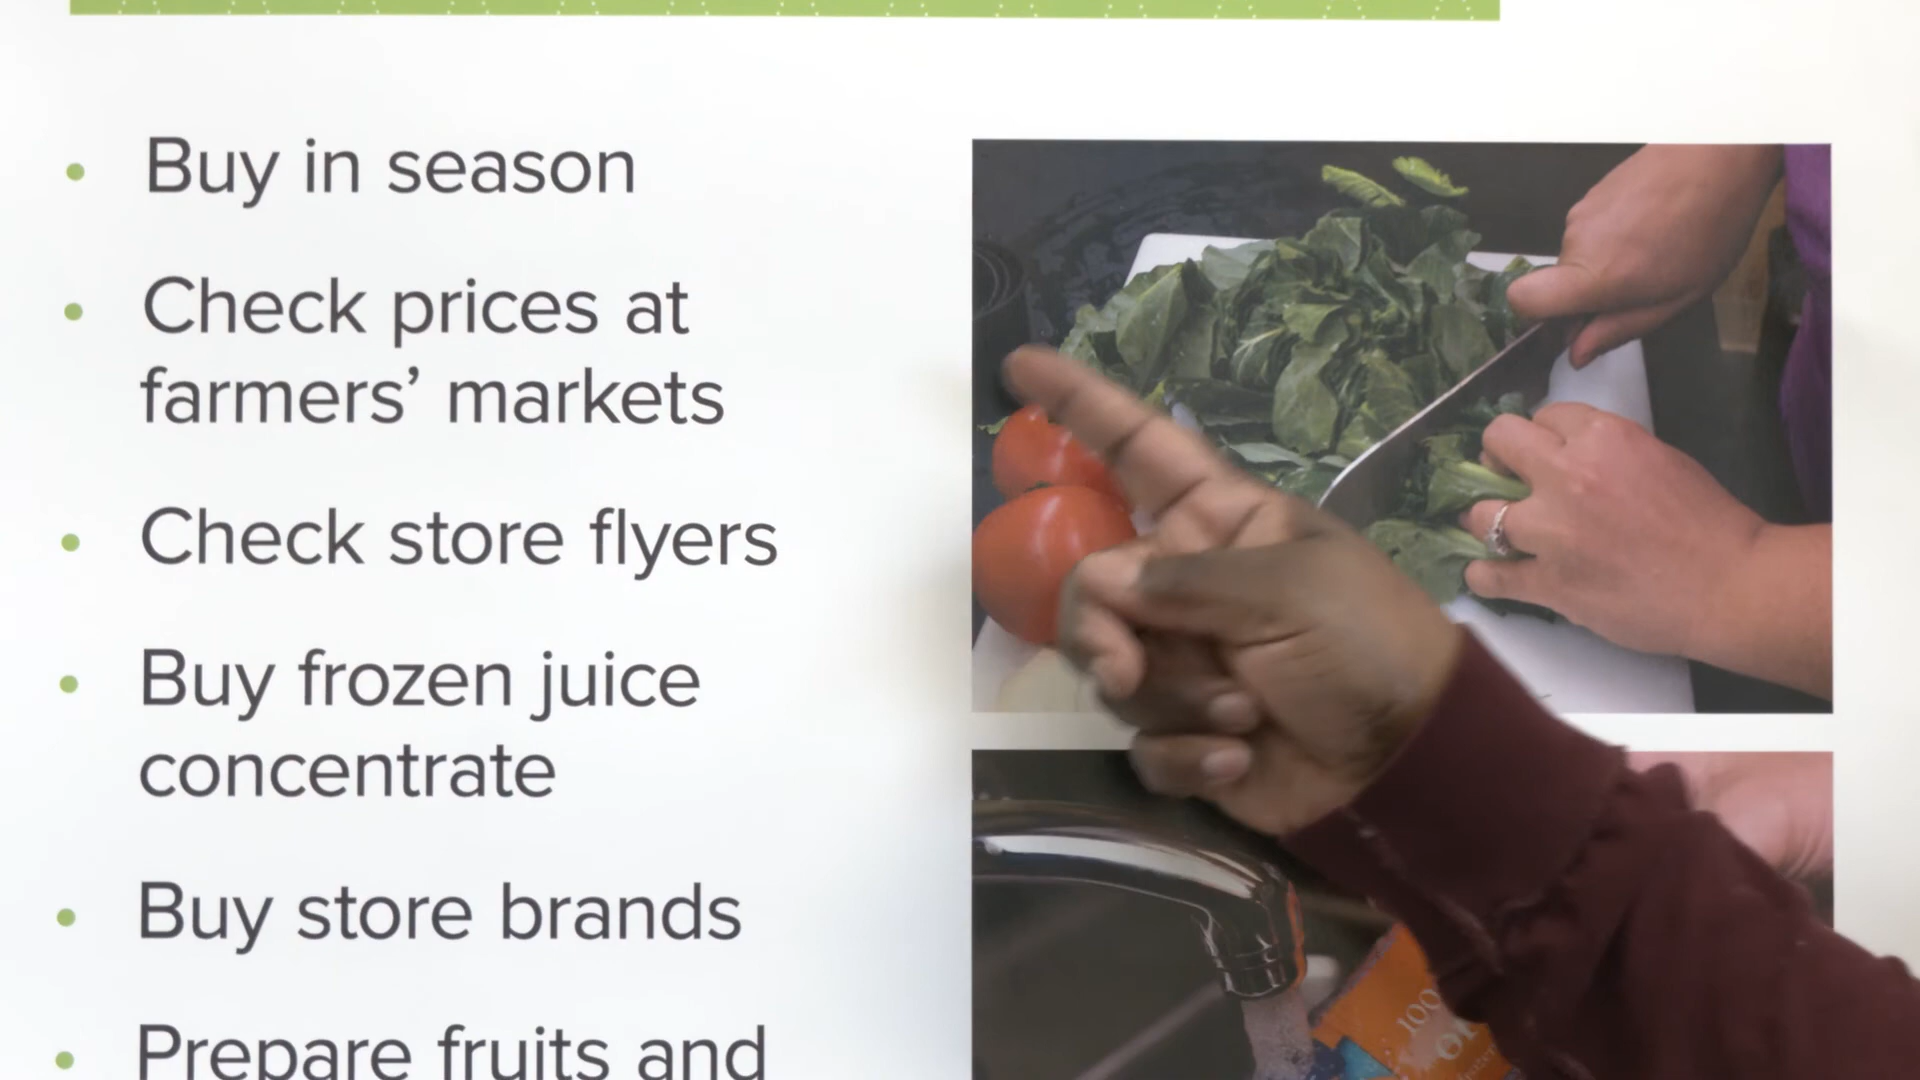 Buy in season
Check prices at
farmers’ markets
Check store flyers
Buy frozen juice
concentrate
Buy store brands
Prepare fruits and
100